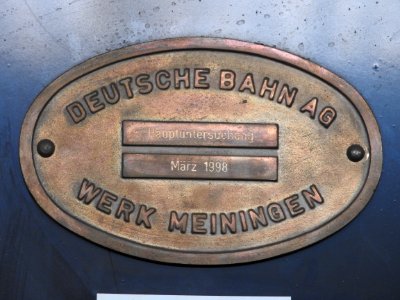 DEUTSCHE BAHN AG
Hauptuntersuchung
März 1998
WERK MEININGEN